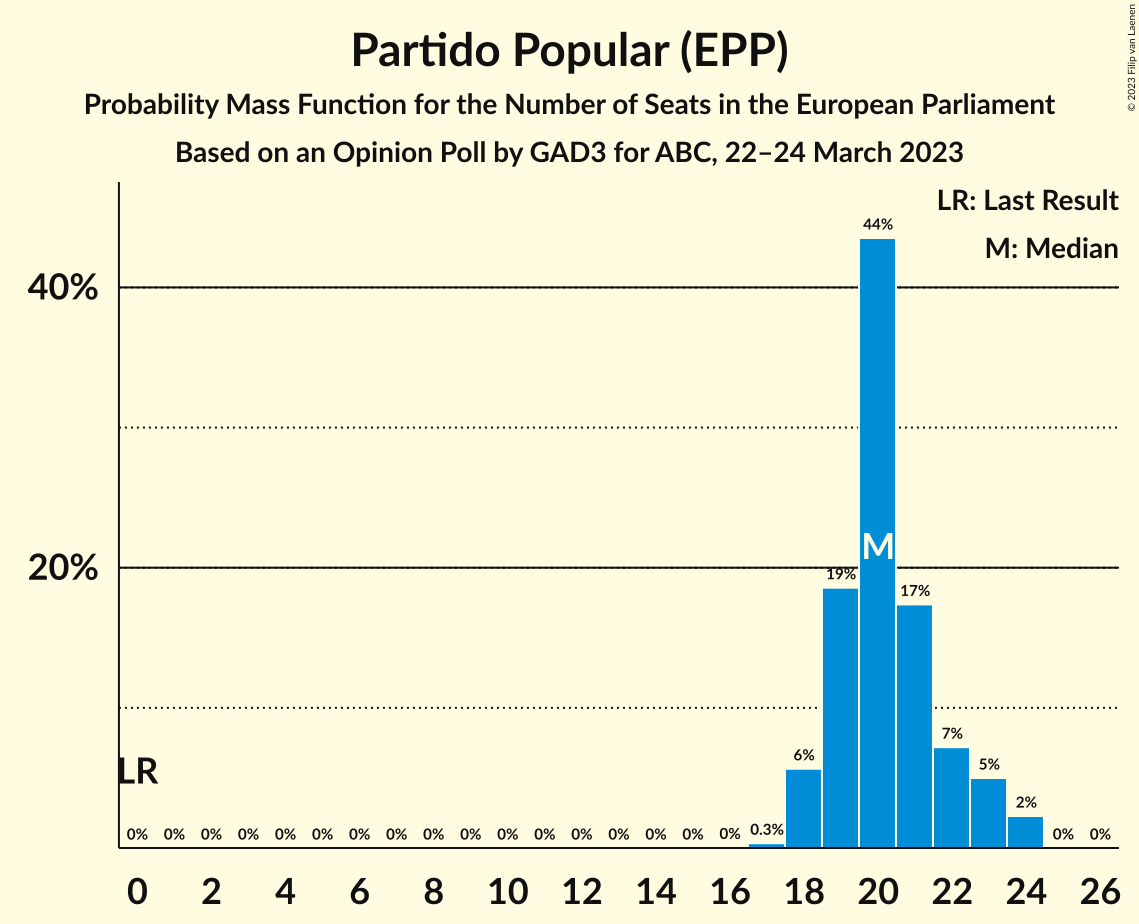 Partido Popular (EPP)
Probability Mass Function for the Number of Seats in the European Parliament
Based on an Opinion Poll by GAD3 for ABC, 22–24 March 2023
© 2023 Filip van Laenen
LR: Last Result
M: Median
44%
40%
M
20%
19%
17%
7%
6%
5%
LR
2%
0% 0% 0% 0% 0% 0% 0% 0% 0% 0% 0% 0% 0% 0% 0% 0% 0% 0.3% 0% 0%
0 2 4 6 8 10 12 14 16 18 20 22 24 26